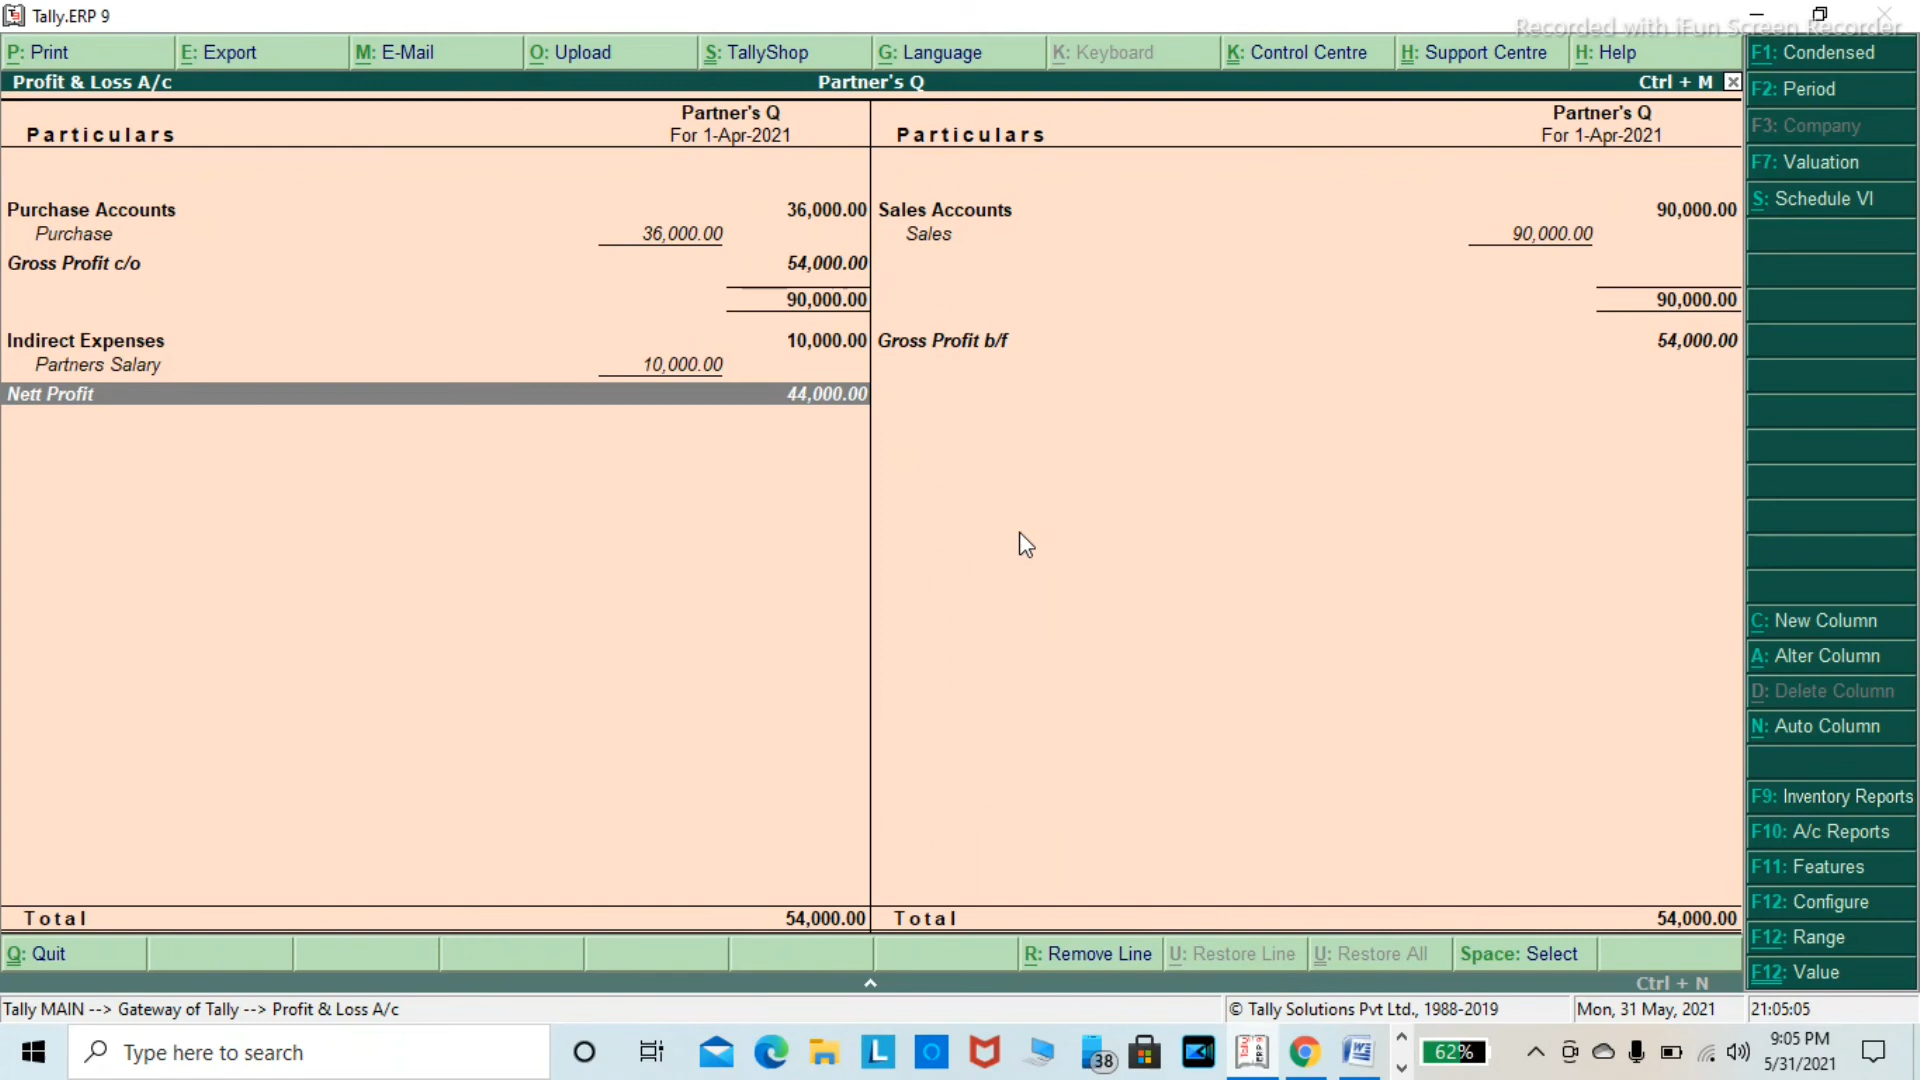 Tally.ERP 9
Recorded with iFun Screen Recorder
P: Print E: Export M: E-Mail O: Upload S: TallyShop G: Language K: Keyboard K: Control Centre H: Support Centre H: Help
Profit & Loss A/c Partner's Q Ctrl + M
Partner's Q Partner's Q
Particulars For 1-Apr-2021 Particulars For 1-Apr-2021
Purchase Accounts 36,000.00 Sales Accounts 90,000.00
Purchase 36,000.00 Sales 90,000.00
Gross Profit c/o 54,000.00
90,000.00 90,000.00
Indirect Expenses 10,000.00 Gross Profit b/f 54,000.00
Partners Salary 10,000.00
Nett Profit 44,000.00
Total 54,000.00 Total 54,000.00
F1: Condensed
F2: Period
F3: Company
F7: Valuation
S: Schedule VI
C: New Column
A: Alter Column
D: Delete Column
N: Auto Column
F9: Inventory Reports
F10: A/c Reports
F11: Features
F12: Configure
F12: Range
F12: Value
Q: Quit R: Remove Line U: Restore Line U: Restore All Space: Select
Ctrl + N
Tally MAIN --> Gateway of Tally --> Profit & Loss A/c © Tally Solutions Pvt Ltd., 1988-2019 Mon, 31 May, 2021 21:05:05
Type here to search 38 62% 9:05 PM
5/31/2021